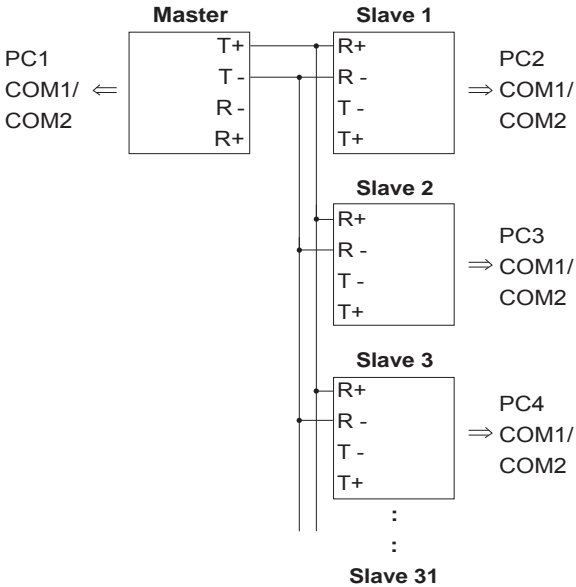 Master
PC1
COM1/
COM2
⇐
T+
T -
R -
R+
Slave 1
R+
R -
T -
T+
⇒
PC2
COM1/
COM2
Slave 2
R+
R -
T -
T+
⇒
PC3
COM1/
COM2
Slave 3
R+
R -
T -
T+
⇒
PC4
COM1/
COM2
:
:
Slave 31